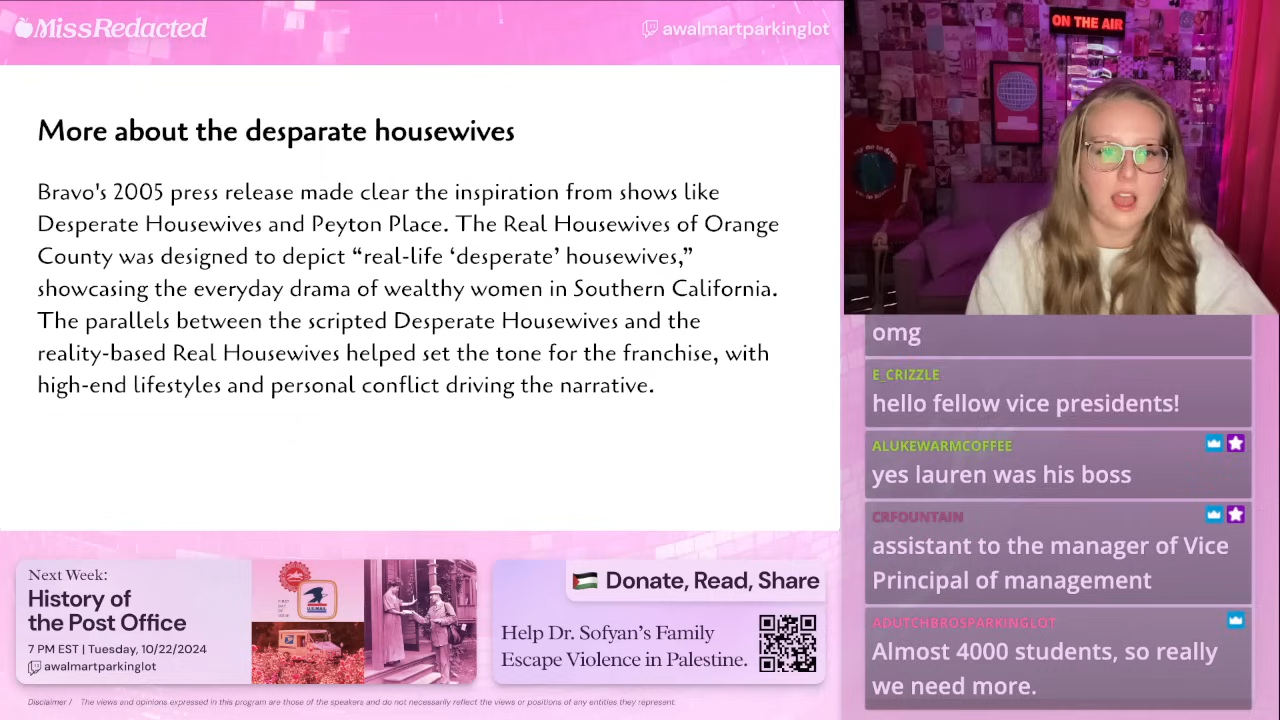 MissRedacted
awalmartparkinglot
ON THE AIR
More about the desparate housewives
Bravo's 2005 press release made clear the inspiration from shows like
Desperate Housewives and Peyton Place. The Real Housewives of Orange
County was designed to depict “real-life ‘desperate’ housewives,”
showcasing the everyday drama of wealthy women in Southern California.
The parallels between the scripted Desperate Housewives and the
reality-based Real Housewives helped set the tone for the franchise, with
high-end lifestyles and personal conflict driving the narrative.
omg
E_CRIZZLE
hello fellow vice presidents!
ALUKEWARMCOFFEE
yes lauren was his boss
CRFOUNTAIN
assistant to the manager of Vice
Principal of management
ADUTCHBROSPARKINGLOT
Almost 4000 students, so really
we need more.
Next Week:
History of
the Post Office
7 PM EST | Tuesday, 10/22/2024
awalmartparkinglot
U.S.MAIL
Donate, Read, Share
Help Dr. Sofyan’s Family
Escape Violence in Palestine.
Disclaimer / The views and opinions expressed in this program are those of the speakers and do not necessarily reflect the views or positions of any entities they represent.